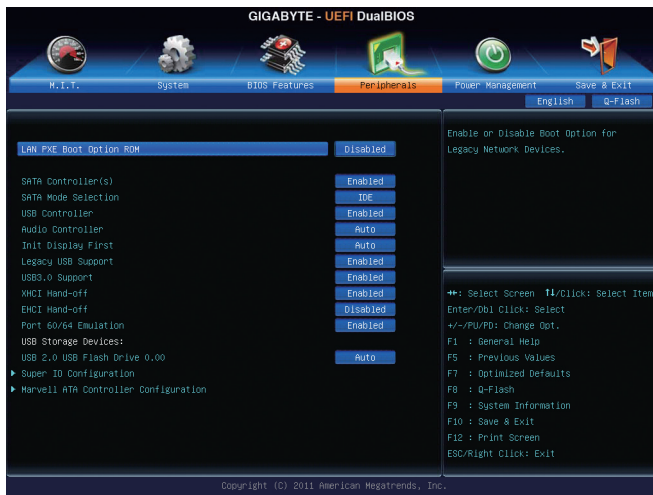 GIGABYTE - UEFI DualBIOS
M.I.T. System BIOS Features Peripherals Power Management Save & Exit
English Q-Flash
LAN PXE Boot Option ROM Disabled
SATA Controller(s) Enabled
SATA Mode Selection IDE
USB Controller Enabled
Audio Controller Auto
Init Display First Auto
Legacy USB Support Enabled
USB3.0 Support Enabled
XHCI Hand-off Enabled
EHCI Hand-off Disabled
Port 60/64 Emulation Enabled
USB Storage Devices:
USB 2.0 USB Flash Drive 0.00 Auto
Super IO Configuration
Marvell ATA Controller Configuration
Enable or Disable Boot Option for
Legacy Network Devices.
→←: Select Screen ↑↓/Click: Select Item
Enter/Dbl Click: Select
+/-/PU/PD: Change Opt.
F1 : General Help
F5 : Previous Values
F7 : Optimized Defaults
F8 : Q-Flash
F9 : System Information
F10 : Save & Exit
F12 : Print Screen
ESC/Right Click: Exit
Copyright (C) 2011 American Megatrends, Inc.